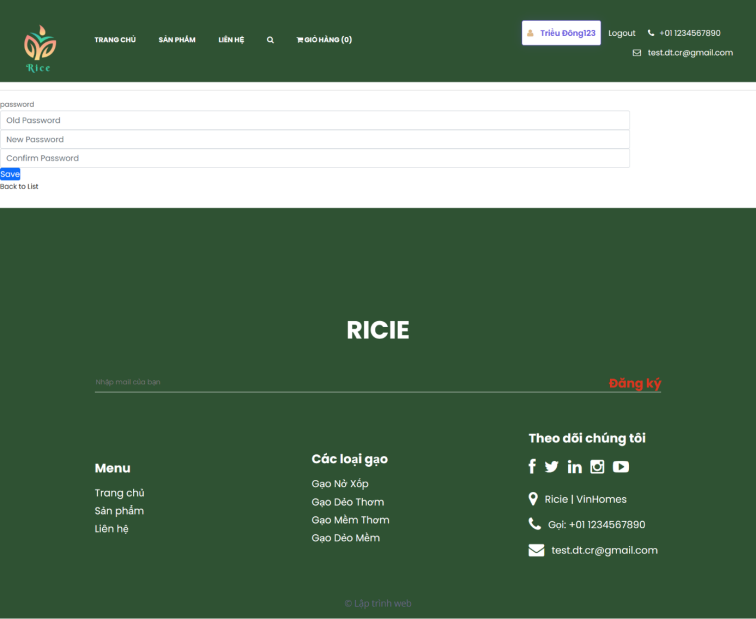 Rice
TRANG CHỦ
SẢN PHẨM
LIÊN HỆ
GIỎ HÀNG (0)
Triều Đông123
Logout
+01 1234567890
test.dt.cr@gmail.com
password
Old Password
New Password
Confirm Password
Save
Back to List
RICIE
Nhập mail của bạn
Đăng ký
Menu
Trang chủ
Sản phẩm
Liên hệ
Các loại gạo
Gạo Nở Xốp
Gạo Dẻo Thơm
Gạo Mềm Thơm
Gạo Dẻo Mềm
Theo dõi chúng tôi
Ricie | VinHomes
Gọi: +01 1234567890
test.dt.cr@gmail.com
© Lập trình web